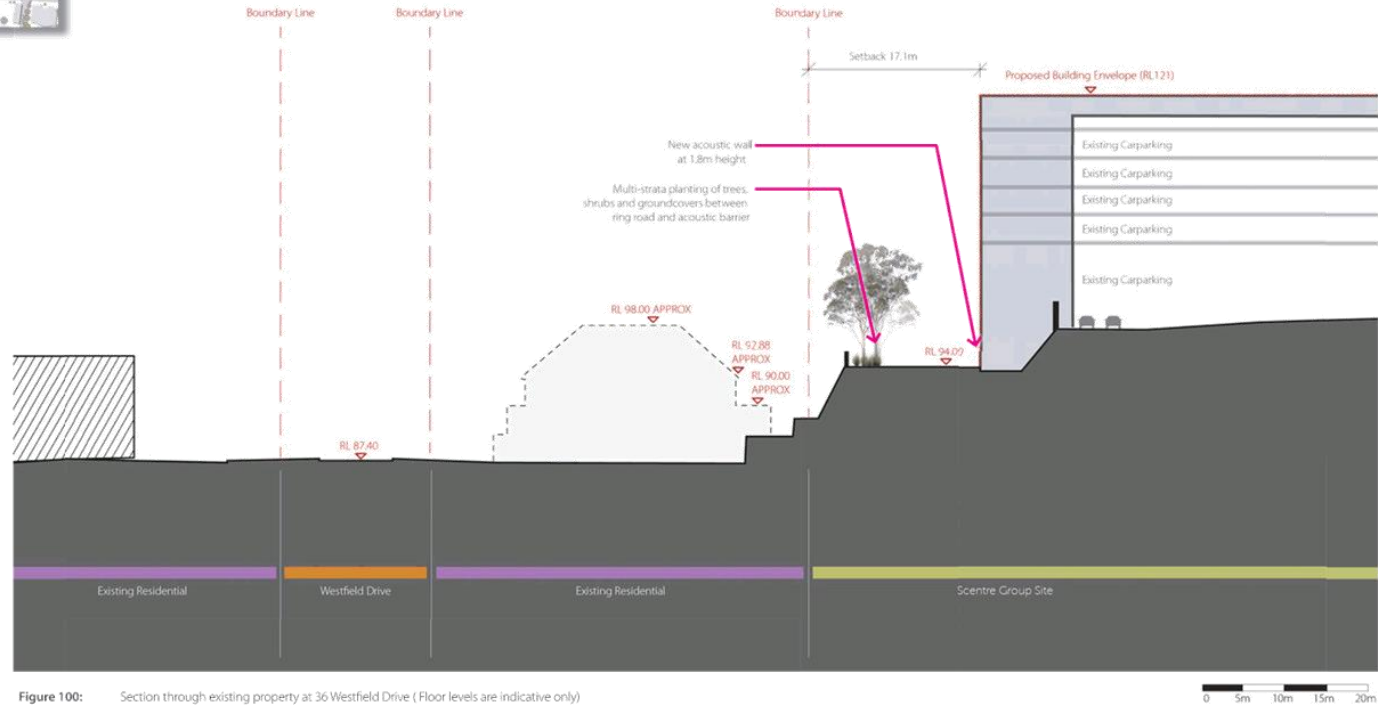 Boundary Line
Boundary Line
Boundary Line
Setback 17.1m
Proposed Building Envelope (RL121)
New acoustic wall
at 1.8m height
Existing Carparking
Existing Carparking
Multi-strata planting of trees,
shrubs and groundcovers between
ring road and acoustic barrier
Existing Carparking
Existing Carparking
Existing Carparking
RL 98.00 APPROX
RL 92.88
APPROX
RL 94.09
RL 90.00
APPROX
RL 87.40
Existing Residential
Westfield Drive
Existing Residential
Scentre Group Site
Figure 100: Section through existing property at 36 Westfield Drive ( Floor levels are indicative only)
0 5m 10m 15m 20m